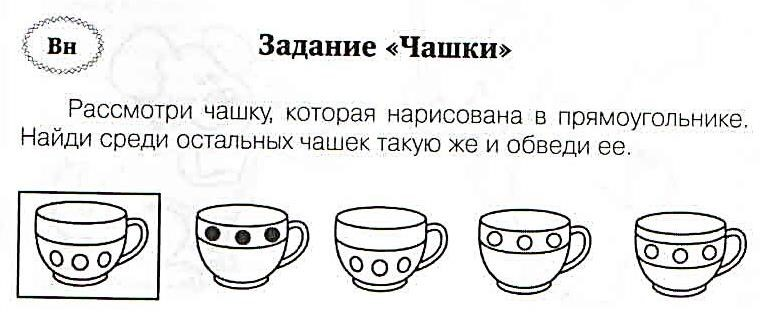 Вн
Задание «Чашки»
Рассмотри чашку, которая нарисована в прямоугольнике.
Найди среди остальных чашек такую же и обведи ее.